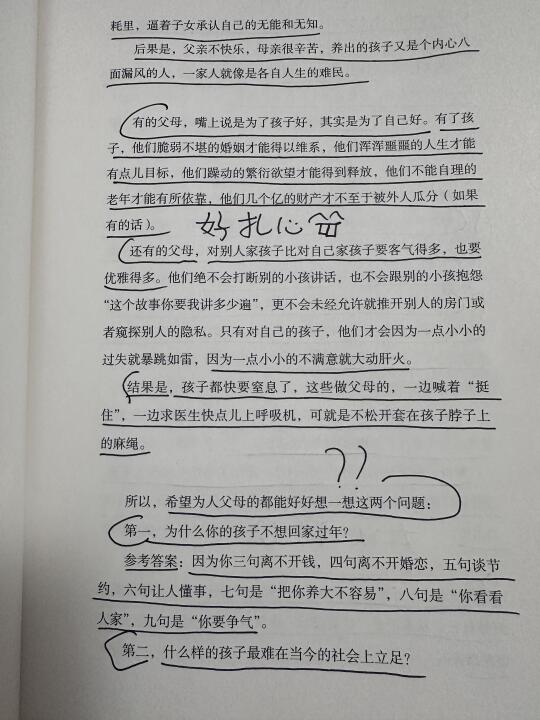 耗里，逼着子女承认自己的无能和无知。
后果是，父亲不快乐，母亲很辛苦，养出的孩子又是个内心八
面漏风的人，一家人就像是各自人生的难民。
有的父母，嘴上说是为了孩子好，其实是为了自己好。有了孩
子，他们脆弱不堪的婚姻才能得以维系，他们浑浑噩噩的人生才能
有点儿目标，他们躁动的繁衍欲望才能得到释放，他们不能自理的
老年才能有所依靠，他们几个亿的财产才不至于被外人瓜分（如果
有的话）。
好扎心
还有的父母，对别人家孩子比对自己家孩子要客气得多，也要
优雅得多。他们绝不会打断别的小孩讲话，也不会跟别的小孩抱怨
“这个故事你要我讲多少遍”，更不会未经允许就推开别人的房门或
者窥探别人的隐私。只有对自己的孩子，他们才会因为一点小小的
过失就暴跳如雷，因为一点小小的不满意就大动肝火。
结果是，孩子都快要窒息了，这些做父母的，一边喊着“挺
住”，一边求医生快点儿上呼吸机，可就是不松开套在孩子脖子上
的麻绳。
??
所以，希望为人父母的都能好好想一想这两个问题：
第一，为什么你的孩子不想回家过年？
参考答案：因为你三句离不开钱，四句离不开婚恋，五句谈节
约，六句让人懂事，七句是“把你养大不容易”，八句是“你看看
人家”，九句是“你要争气”。
第二，什么样的孩子最难在当今的社会上立足？